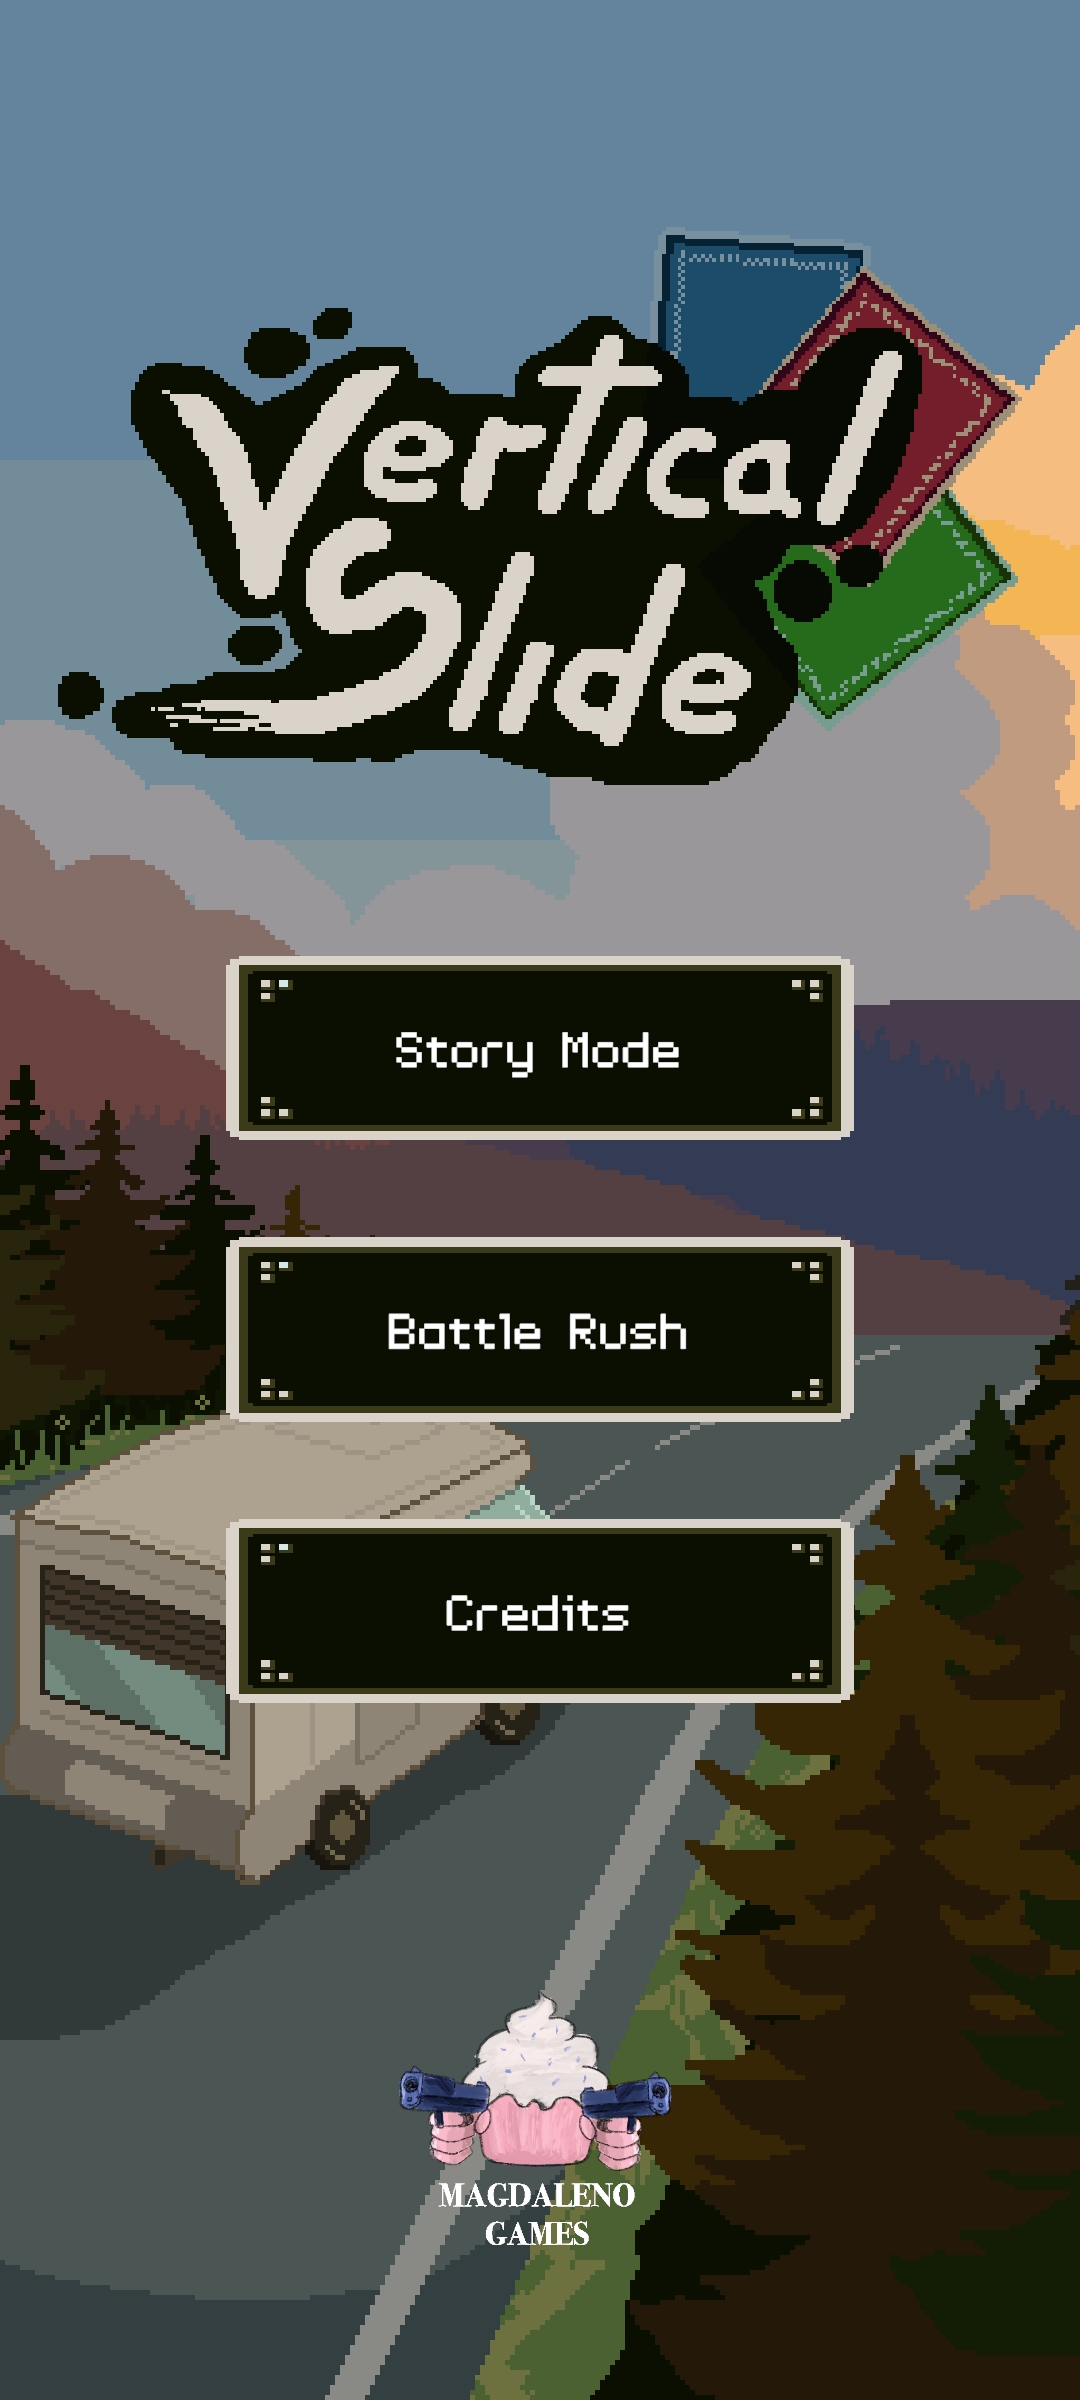 Vertical
Slide
Story Mode
Battle Rush
Credits
MAGDALENO
GAMES